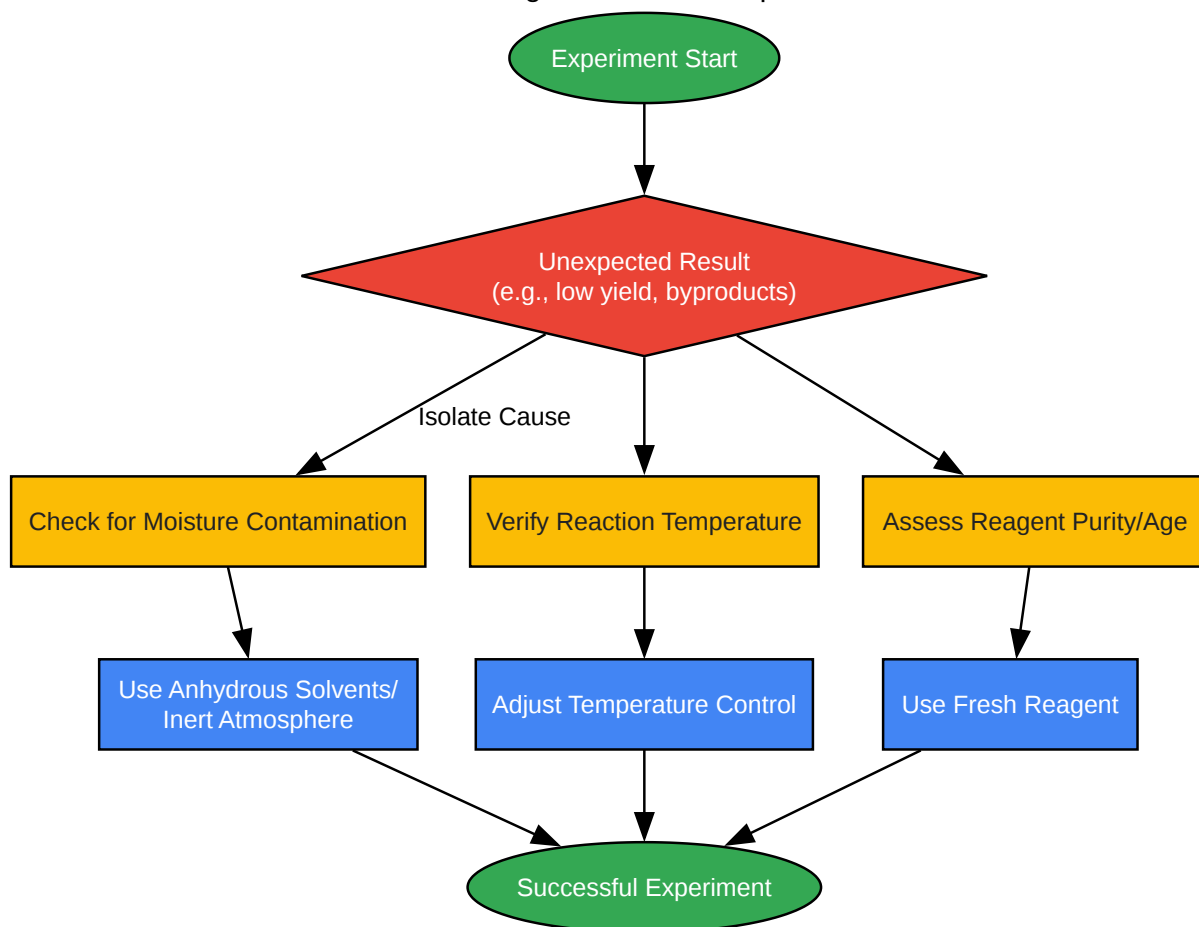 Experiment Start
Unexpected Result
(e.g., low yield, byproducts)
Isolate Cause
Check for Moisture Contamination
Verify Reaction Temperature
Assess Reagent Purity/Age
Use Anhydrous Solvents/
Inert Atmosphere
Adjust Temperature Control
Use Fresh Reagent
Successful Experiment